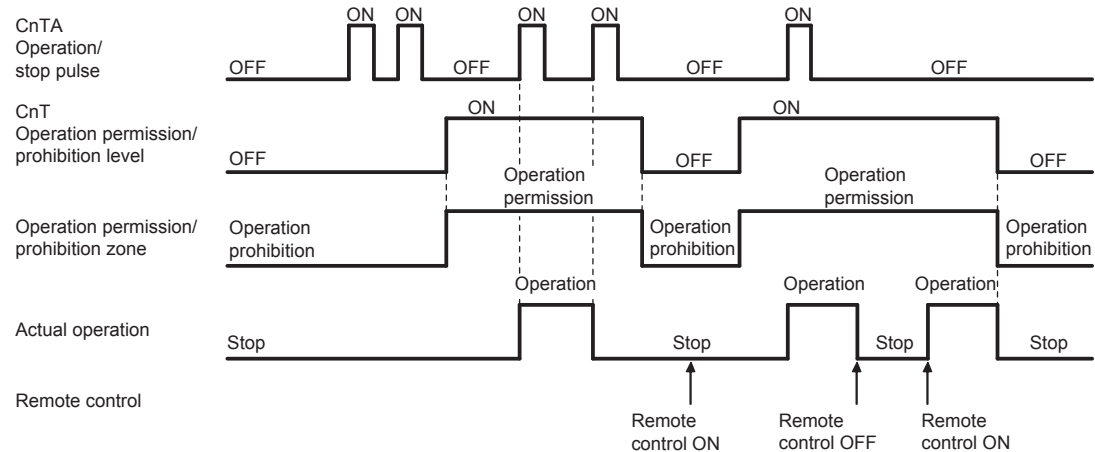 ON ON ON ON ON
CnTA
Operation/
stop pulse
OFF OFF OFF OFF
CnT
Operation permission/
prohibition level
ON ON
OFF OFF OFF
Operation
permission
Operation
permission
Operation permission/
prohibition zone
Operation
prohibition
Operation
prohibition
Operation
prohibition
Operation Operation Operation
Actual operation
Stop Stop Stop Stop
Remote control
Remote
control ON
Remote
control OFF
Remote
control ON